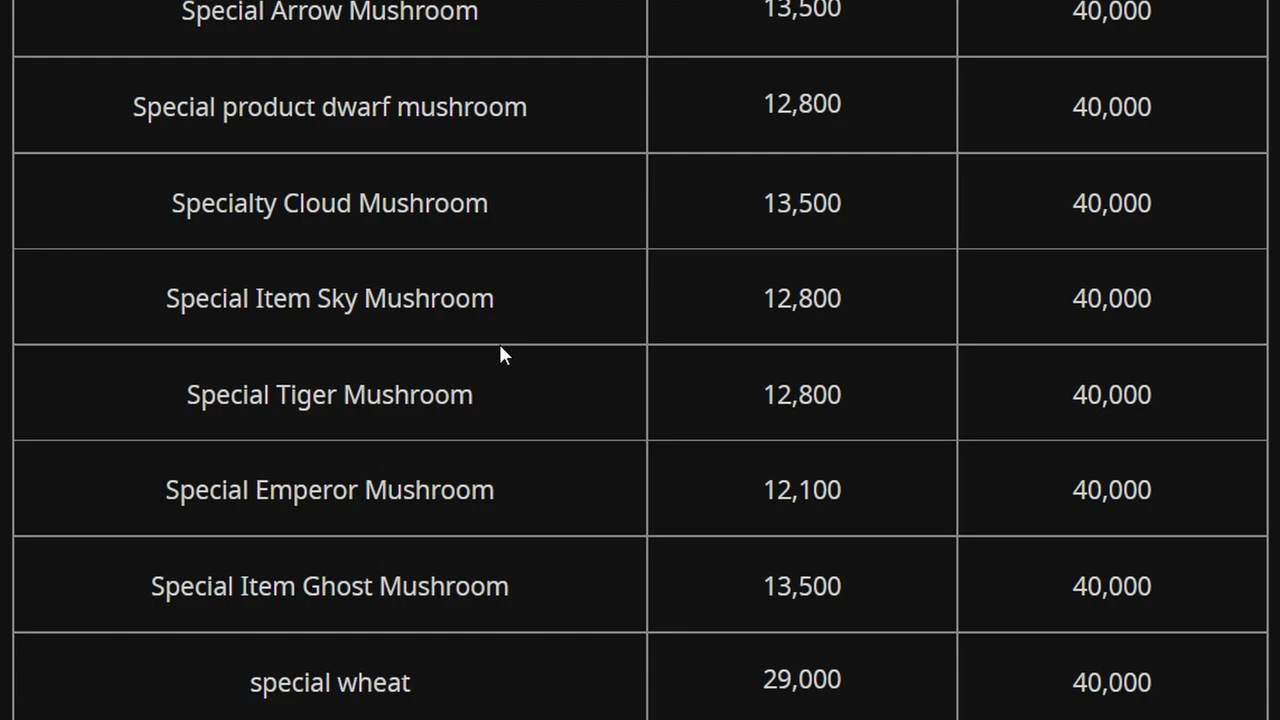 Special Arrow Mushroom 13,500 40,000
Special product dwarf mushroom 12,800 40,000
Specialty Cloud Mushroom 13,500 40,000
Special Item Sky Mushroom 12,800 40,000
Special Tiger Mushroom 12,800 40,000
Special Emperor Mushroom 12,100 40,000
Special Item Ghost Mushroom 13,500 40,000
special wheat 29,000 40,000